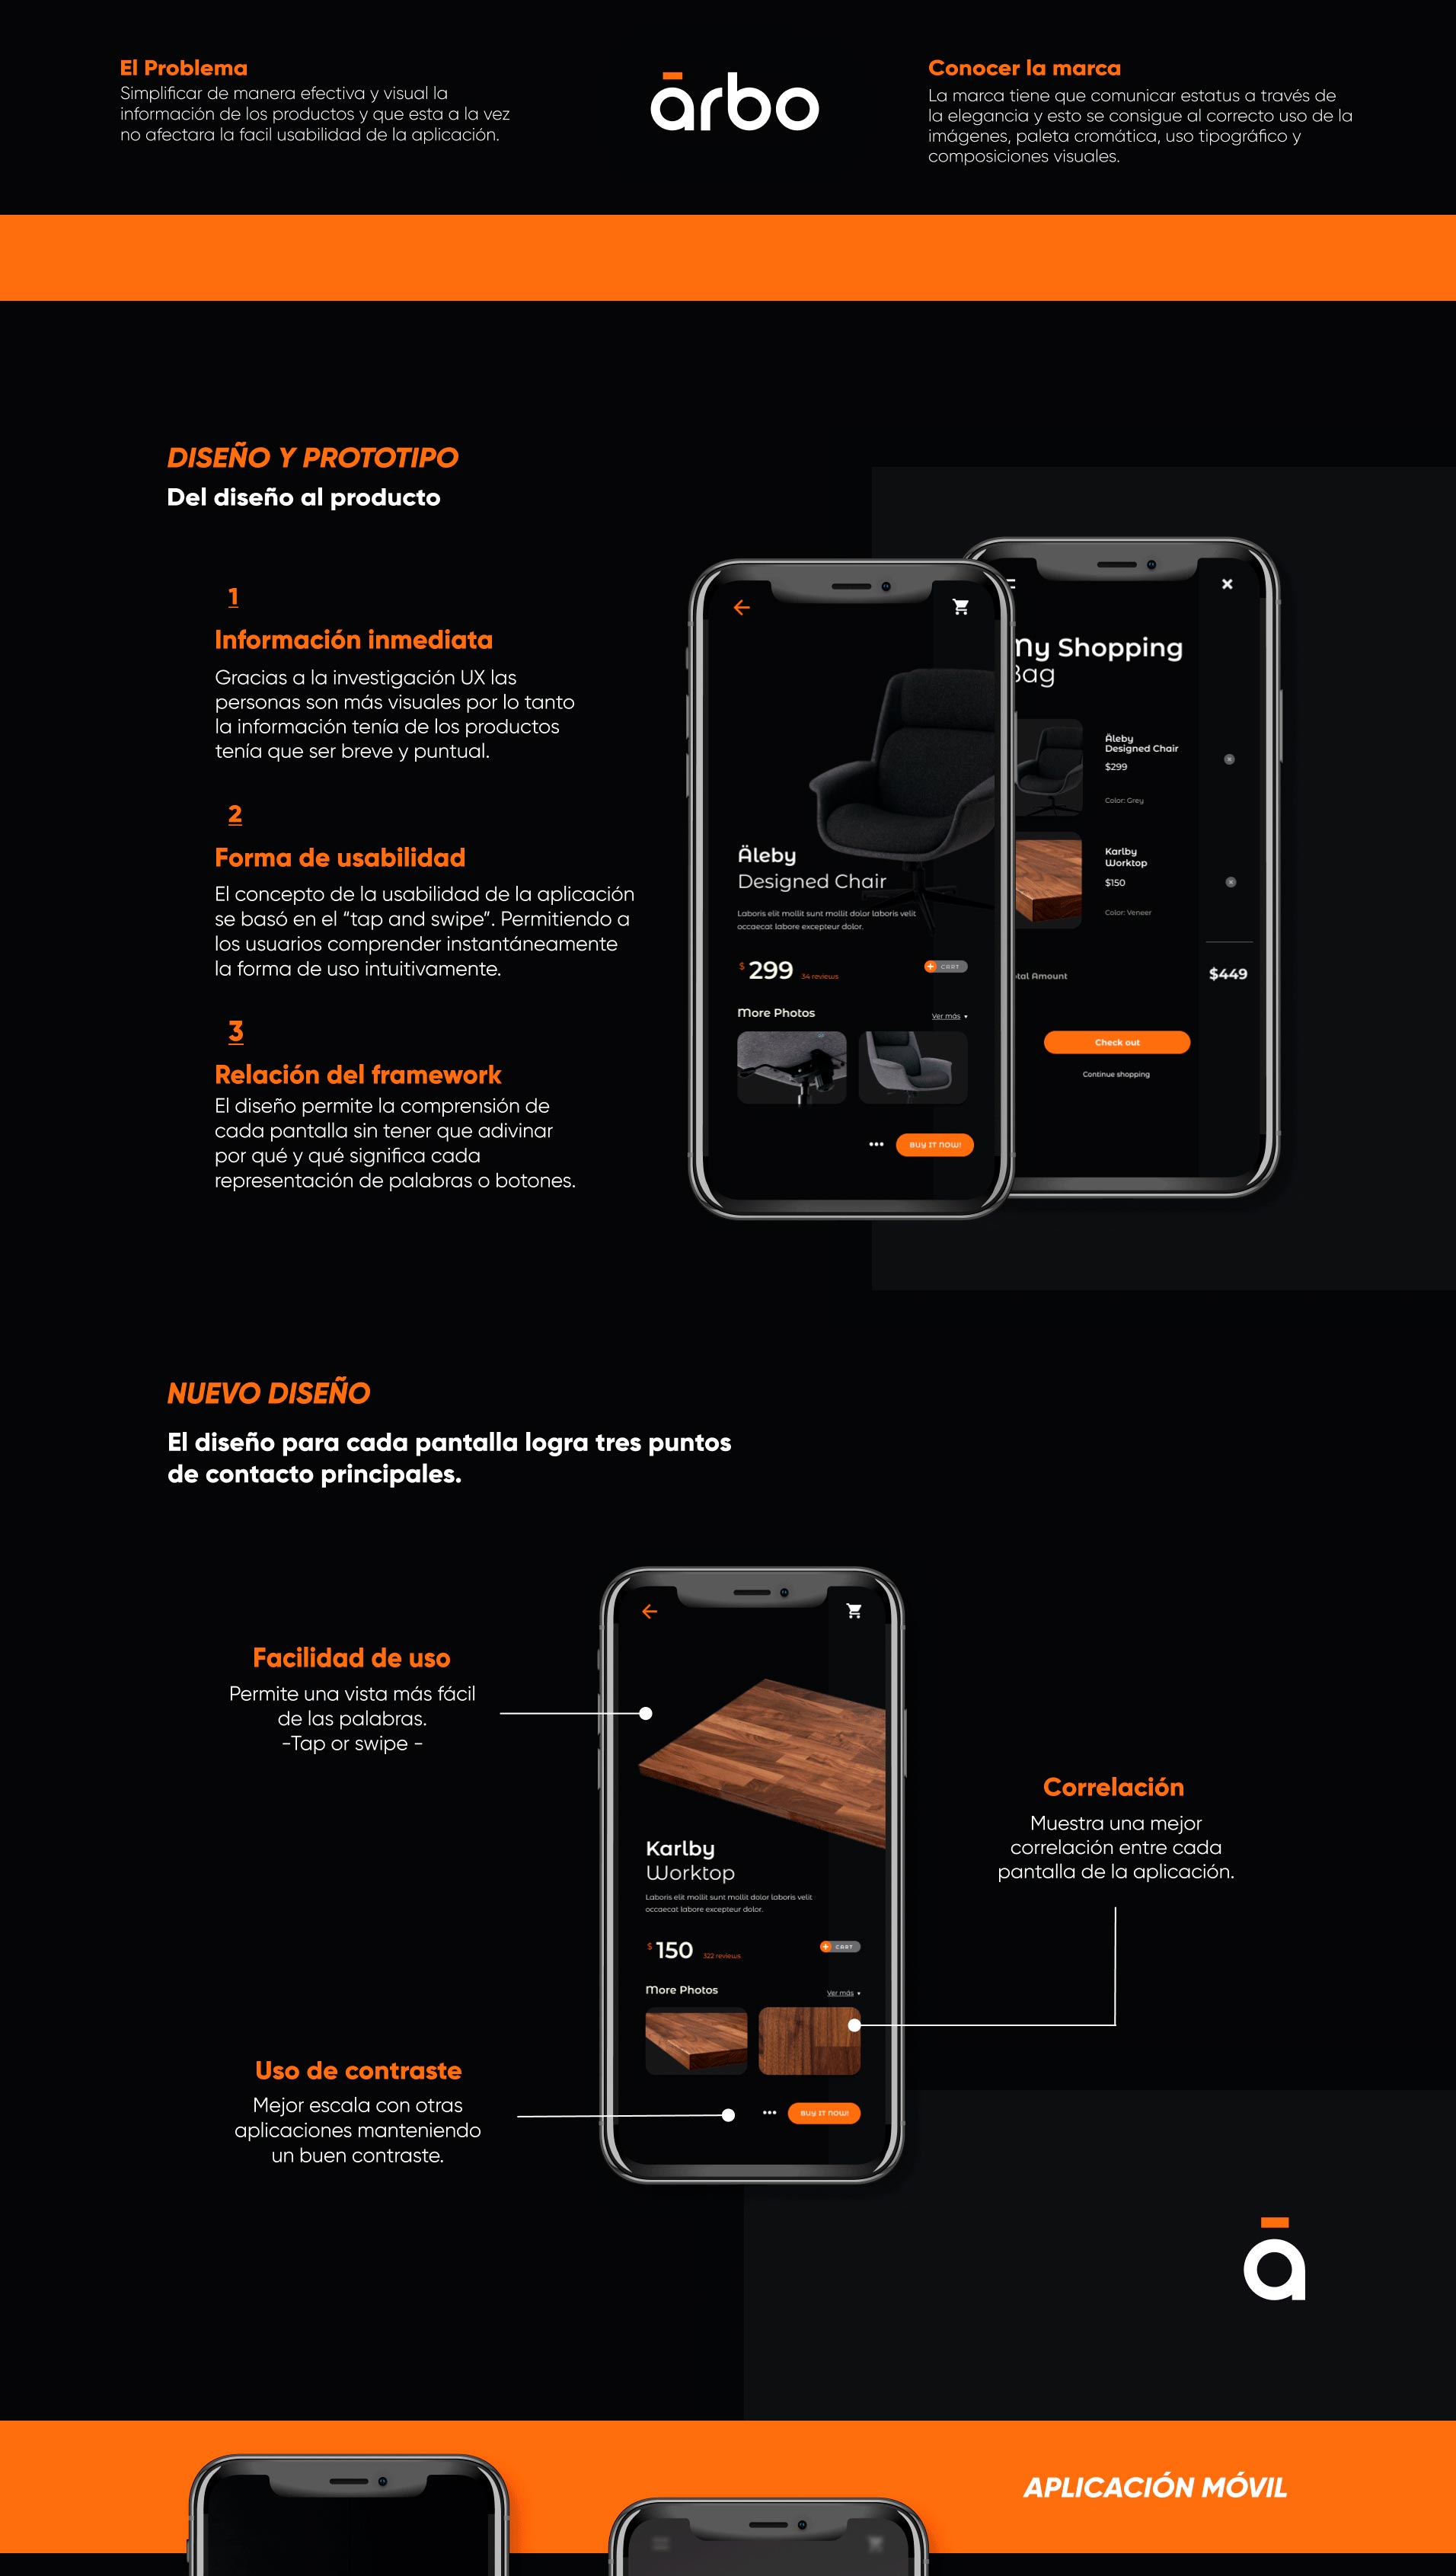 El Problema
Simplificar de manera efectiva y visual la
información de los productos y que esta a la vez
no afectara la facil usabilidad de la aplicación.
ārbo
Conocer la marca
La marca tiene que comunicar estatus a través de
la elegancia y esto se consigue al correcto uso de la
imágenes, paleta cromática, uso tipográfico y
composiciones visuales.
DISEÑO Y PROTOTIPO
Del diseño al producto
1
Información inmediata
Gracias a la investigación UX las
personas son más visuales por lo tanto
la información tenía de los productos
tenía que ser breve y puntual.
2
Forma de usabilidad
El concepto de la usabilidad de la aplicación
se basó en el “tap and swipe”. Permitiendo a
los usuarios comprender instantáneamente
la forma de uso intuitivamente.
3
Relación del framework
El diseño permite la comprensión de
cada pantalla sin tener que adivinar
por qué y qué significa cada
representación de palabras o botones.
Äleby
Designed Chair
Laboris elit mollit sunt mollit dolor laboris velit
occaecat labore excepteur dolor.
$ 299 34 reviews
+ CART
More Photos
Ver más
BUY IT NOW!
My Shopping
Bag
Äleby
Designed Chair
$299
Color: Grey
Karlby
Worktop
$150
Color: Veneer
tal Amount
$449
Check out
Continue shopping
NUEVO DISEÑO
El diseño para cada pantalla logra tres puntos
de contacto principales.
Facilidad de uso
Permite una vista más fácil
de las palabras.
-Tap or swipe -
Karlby
Worktop
Laboris elit mollit sunt mollit dolor laboris velit
occaecat labore excepteur dolor.
$ 150 322 reviews
+ CART
More Photos
Ver más
BUY IT NOW!
Correlación
Muestra una mejor
correlación entre cada
pantalla de la aplicación.
Uso de contraste
Mejor escala con otras
aplicaciones manteniendo
un buen contraste.
ā
APLICACIÓN MÓVIL